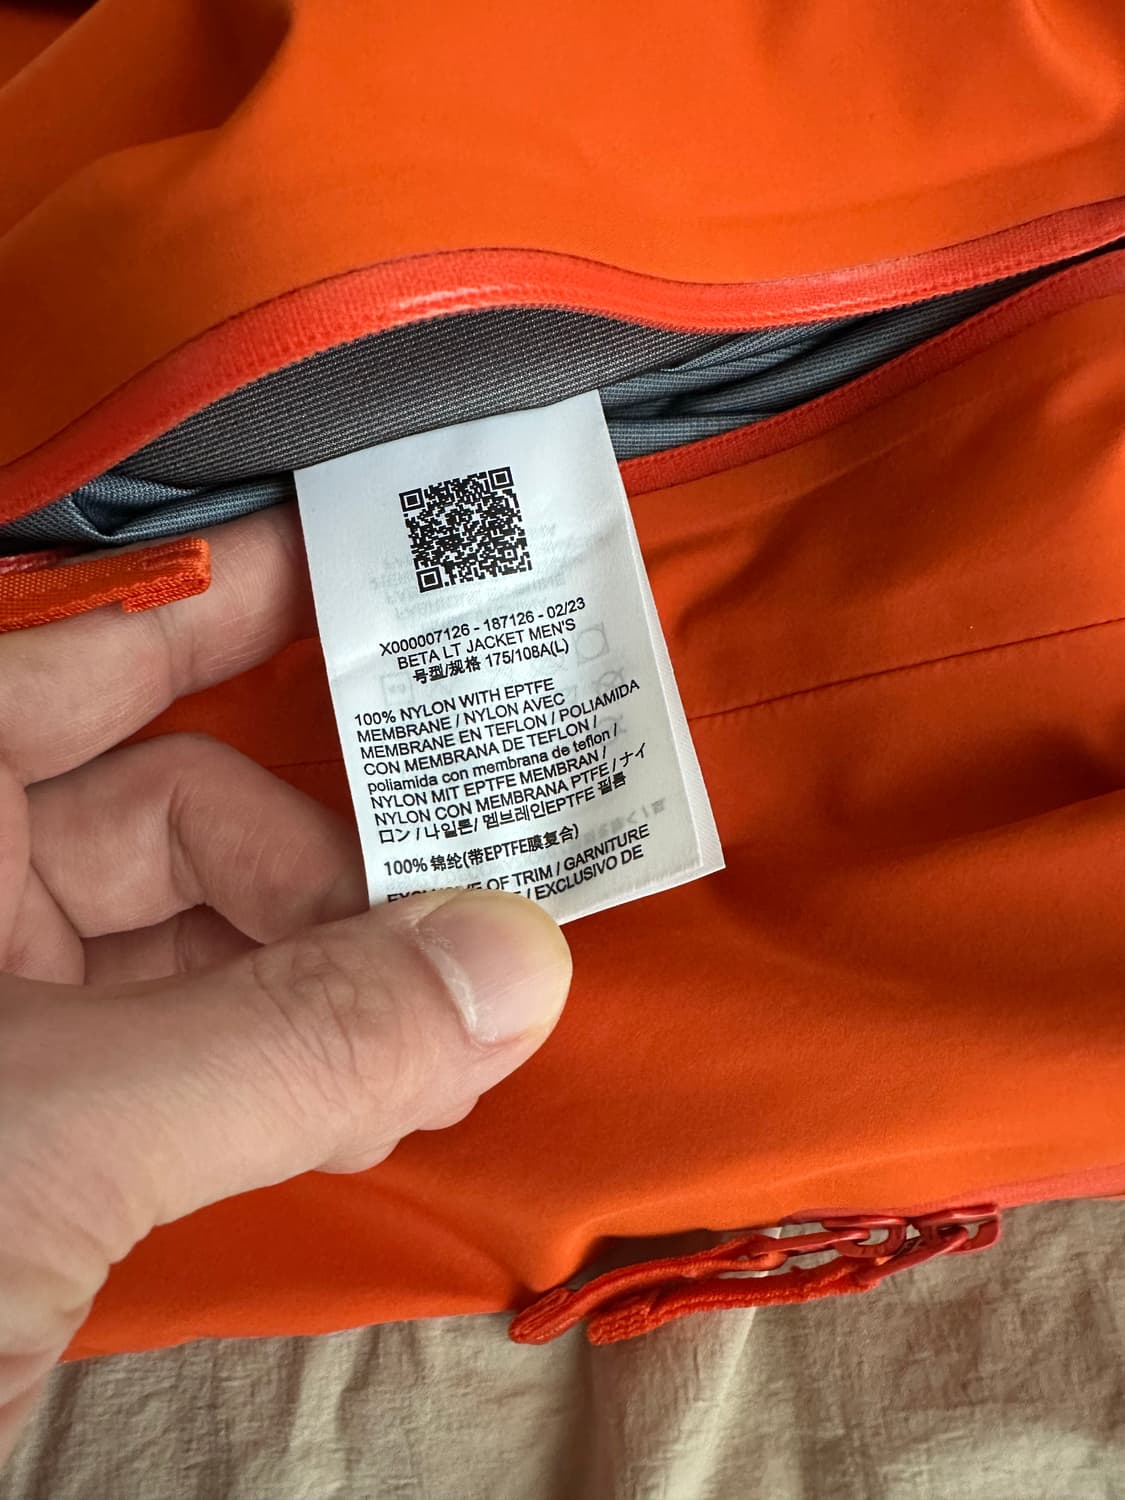 X000007126 - 187126 - 02/23
BETA LT JACKET MEN'S
号型/规格 175/108A(L)
100% NYLON WITH EPTFE
MEMBRANE / NYLON AVEC
MEMBRANE EN TEFLON / POLIAMIDA
CON MEMBRANA DE TEFLON /
poliamida con membrana de teflon /
NYLON MIT EPTFE MEMBRAN /
NYLON CON MEMBRANA PTFE / ナイ
ロン / 나일론/ 멤브레인EPTFE 필름
100% 锦纶(带EPTFE膜复合)
OF TRIM / GARNITURE
/ EXCLUSIVO DE